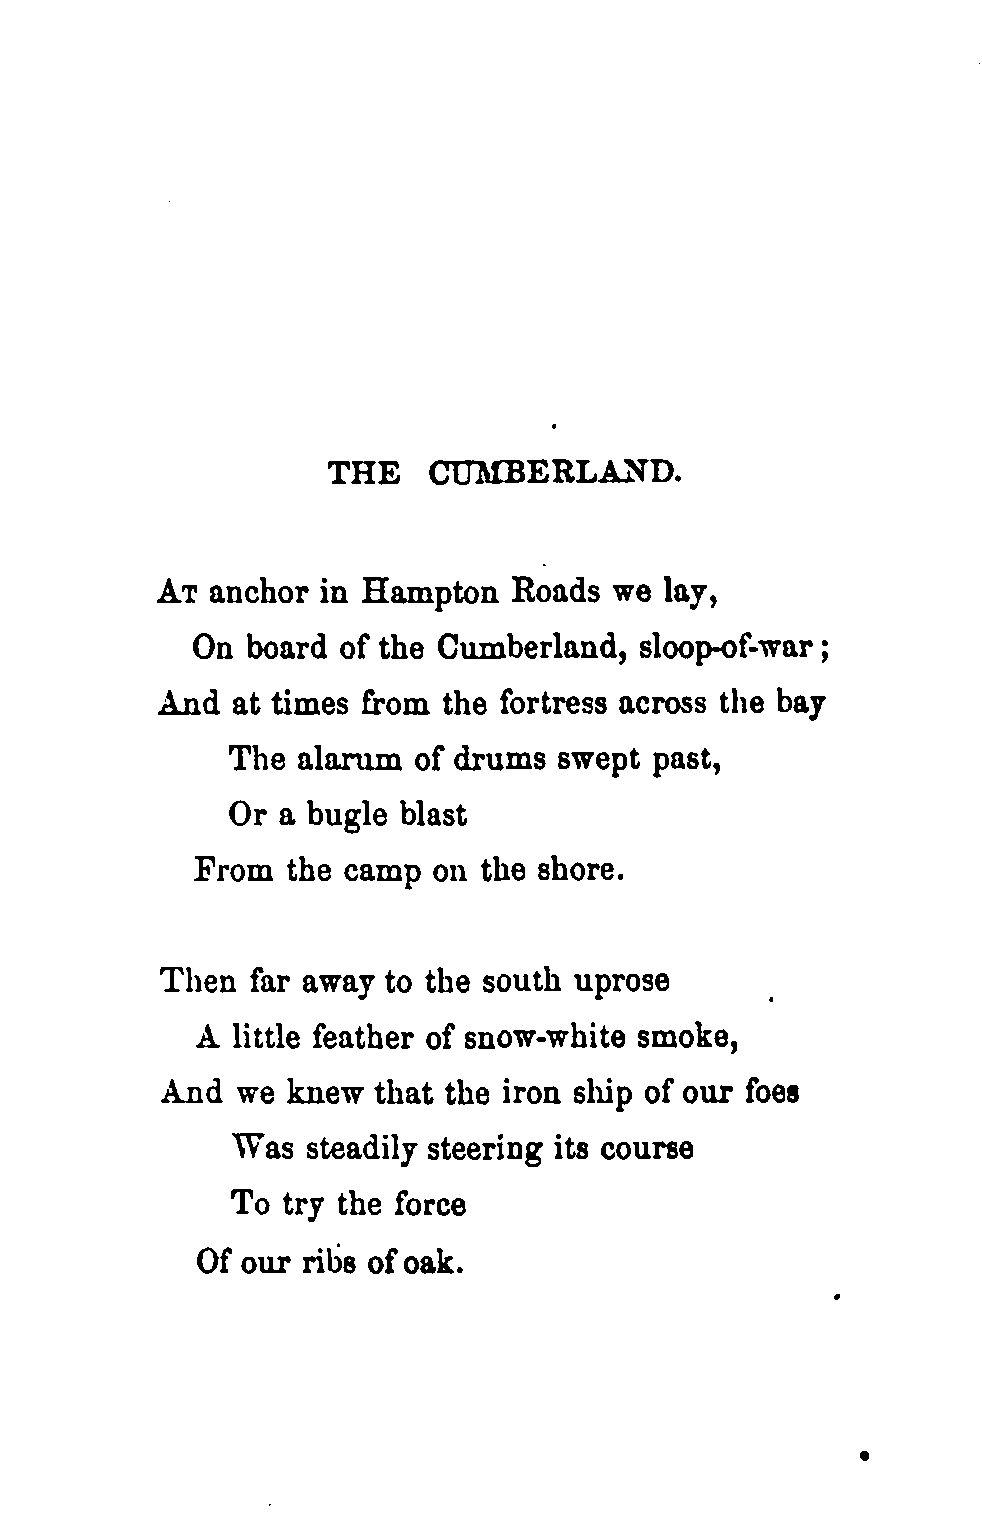 THE CUMBERLAND.
AT anchor in Hampton Roads we lay,
On board of the Cumberland, sloop-of-war;
And at times from the fortress across the bay
The alarum of drums swept past,
Or a bugle blast
From the camp on the shore.
Then far away to the south uprose
A little feather of snow-white smoke,
And we knew that the iron ship of our foes
Was steadily steering its course
To try the force
Of our ribs of oak.